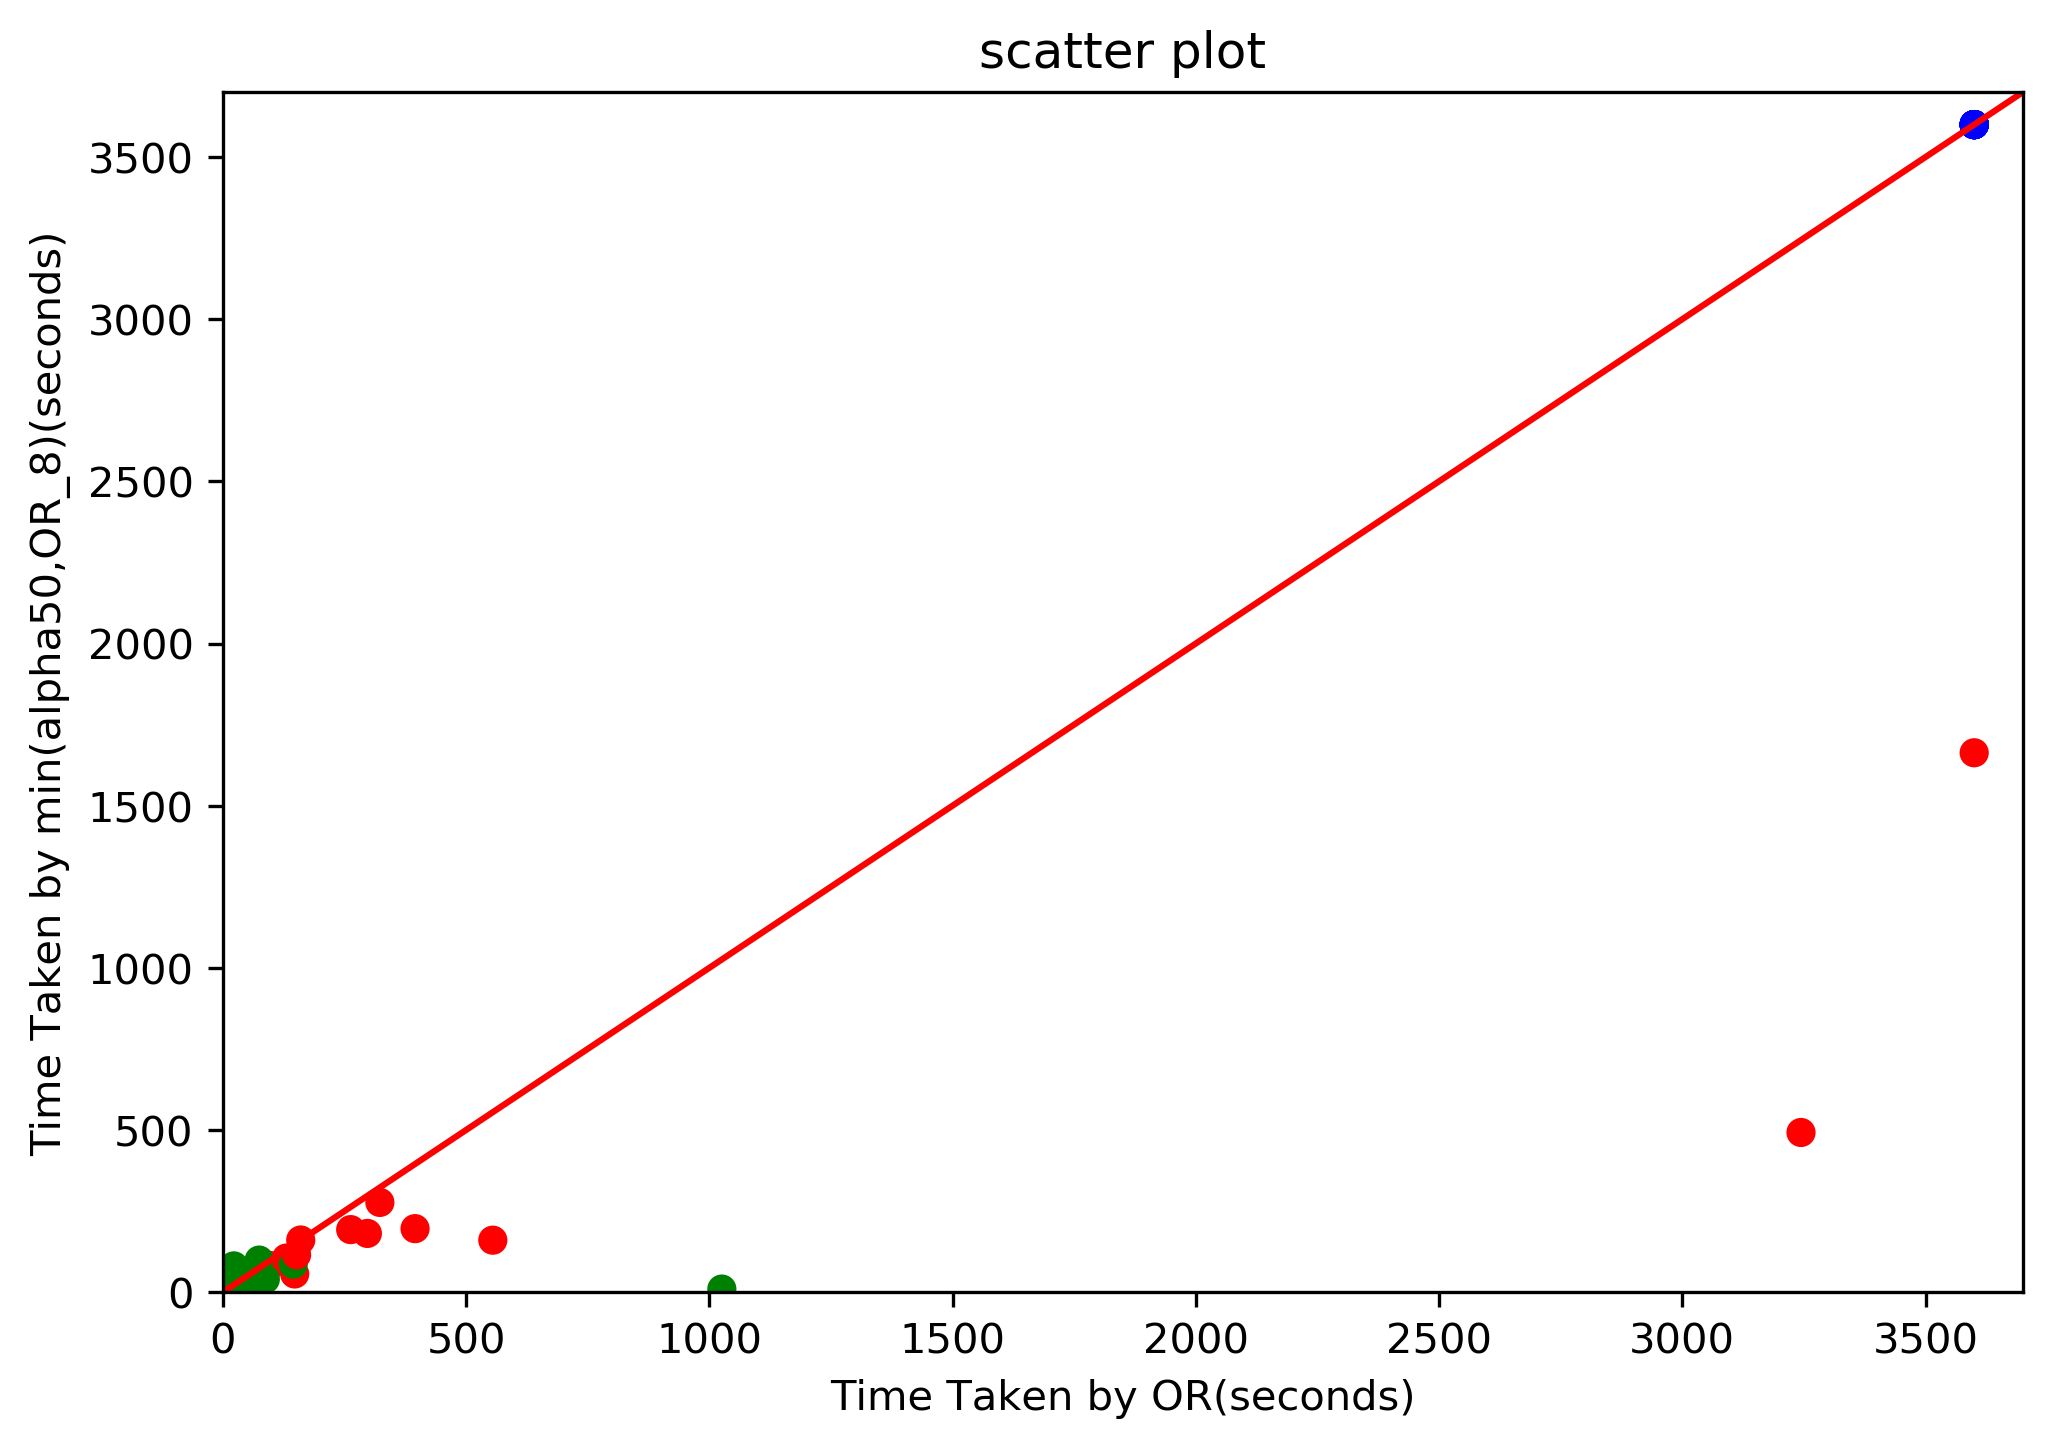 scatter plot
Time Taken by min(alpha50,OR_8)(seconds)
3500
3000
2500
2000
1500
1000
500
0
0 500 1000 1500 2000 2500 3000 3500
Time Taken by OR(seconds)